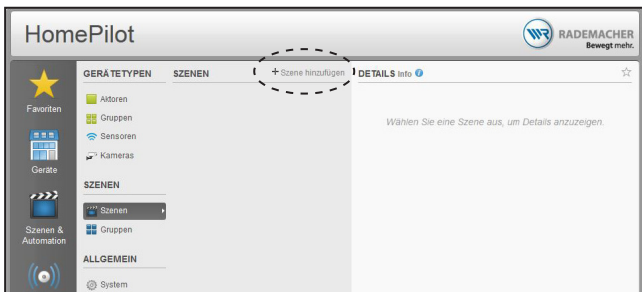 HomePilot
RADEMACHER
Bewegt mehr.
Favoriten
Geräte
Szenen &
Automation
GERÄTETYPEN
Aktoren
Gruppen
Sensoren
Kameras
SZENEN
Szenen
Gruppen
ALLGEMEIN
System
SZENEN
+ Szene hinzufügen
DETAILS Info
Wählen Sie eine Szene aus, um Details anzuzeigen.